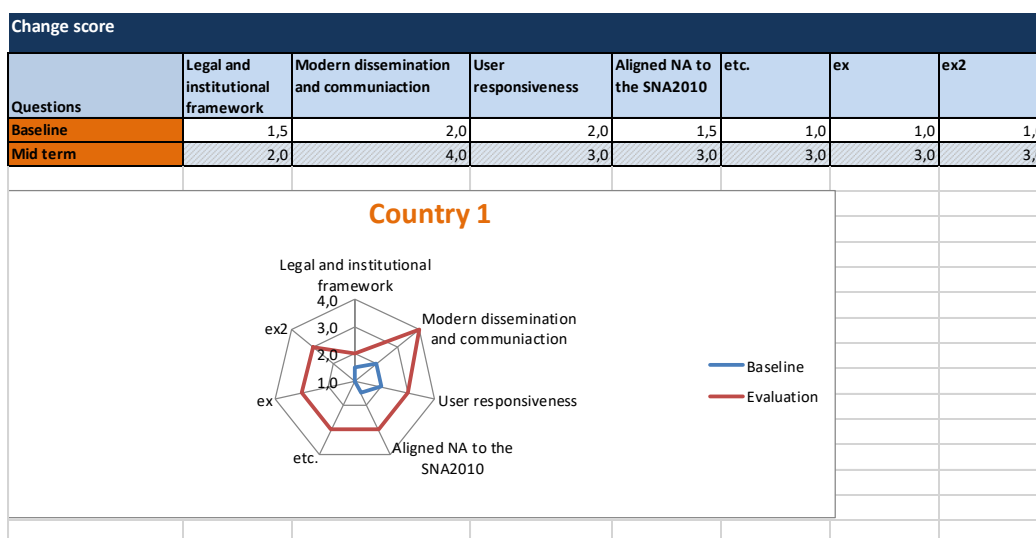 Change score
Questions
Legal and institutional framework
Modern dissemination and communiaction
User responsiveness
Aligned NA to the SNA2010
etc.
ex
ex2
Baseline 1,5 2,0 2,0 1,5 1,0 1,0
Mid term 2,0 4,0 3,0 3,0 3,0 3,0
Country 1
Legal and institutional
framework
4,0
3,0
2,0
1,0
Modern dissemination
and communiaction
User responsiveness
Aligned NA to the
SNA2010
etc.
ex
ex2
Baseline
Evaluation